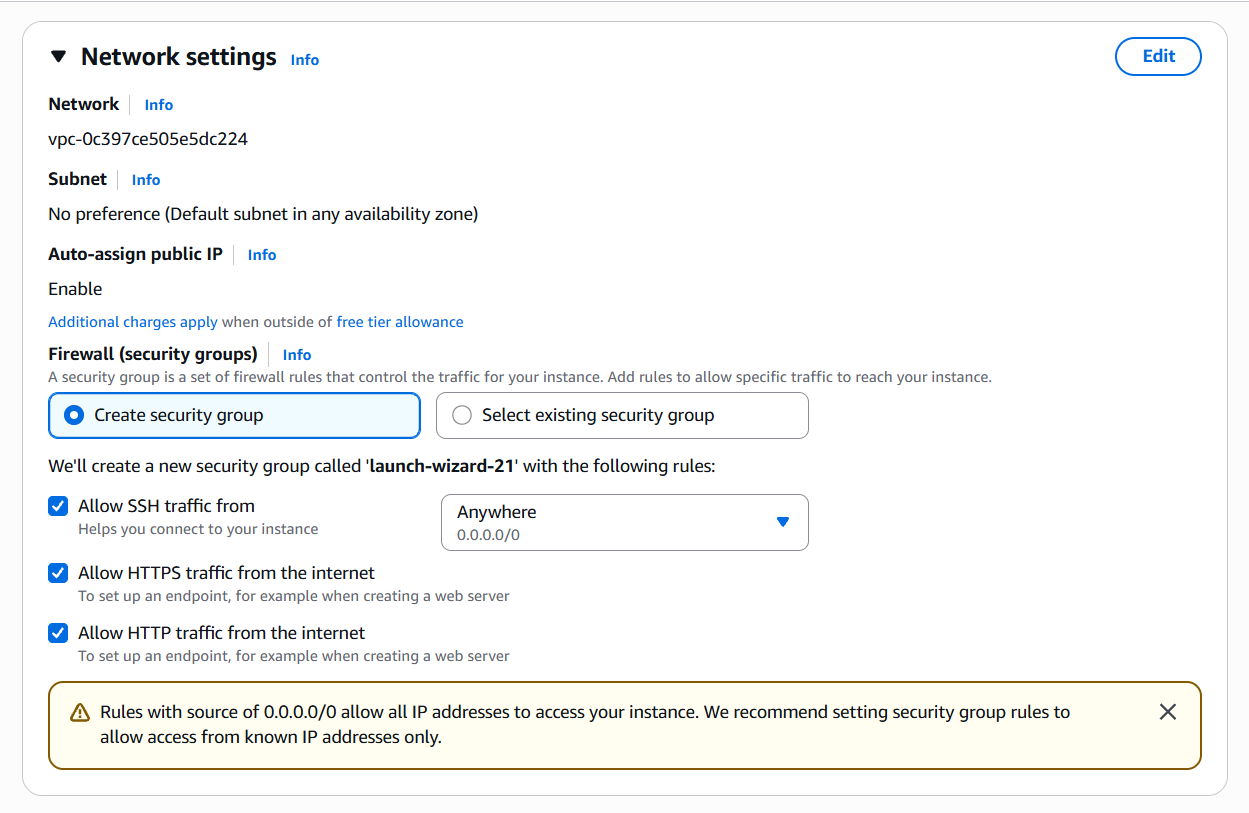 Network settings Info Edit
Network Info
vpc-0c397ce505e5dc224
Subnet Info
No preference (Default subnet in any availability zone)
Auto-assign public IP Info
Enable
Additional charges apply when outside of free tier allowance
Firewall (security groups) Info
A security group is a set of firewall rules that control the traffic for your instance. Add rules to allow specific traffic to reach your instance.
Create security group Select existing security group
We'll create a new security group called 'launch-wizard-21' with the following rules:
Allow SSH traffic from Anywhere
Helps you connect to your instance 0.0.0.0/0
Allow HTTPS traffic from the internet
To set up an endpoint, for example when creating a web server
Allow HTTP traffic from the internet
To set up an endpoint, for example when creating a web server
Rules with source of 0.0.0.0/0 allow all IP addresses to access your instance. We recommend setting security group rules to
allow access from known IP addresses only.